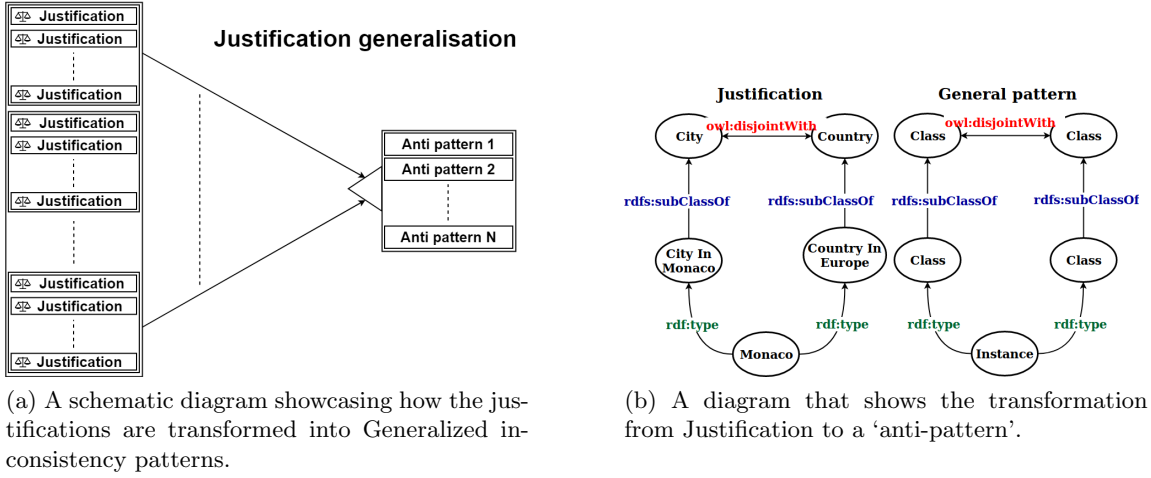 Justification
Justification
Justification
Justification
Justification
Justification
Justification
Justification
Justification
Justification generalisation
Anti pattern 1
Anti pattern 2
Anti pattern N
(a) A schematic diagram showcasing how the jus-
tifications are transformed into Generalized in-
consistency patterns.
Justification
General pattern
City
owl:disjointWith
Country
Class
owl:disjointWith
Class
rdfs:subClassOf
rdfs:subClassOf
rdfs:subClassOf
rdfs:subClassOf
City In
Monaco
Country In
Europe
Class
Class
rdf:type
rdf:type
rdf:type
rdf:type
Monaco
Instance
(b) A diagram that shows the transformation
from Justification to a ‘anti-pattern’.